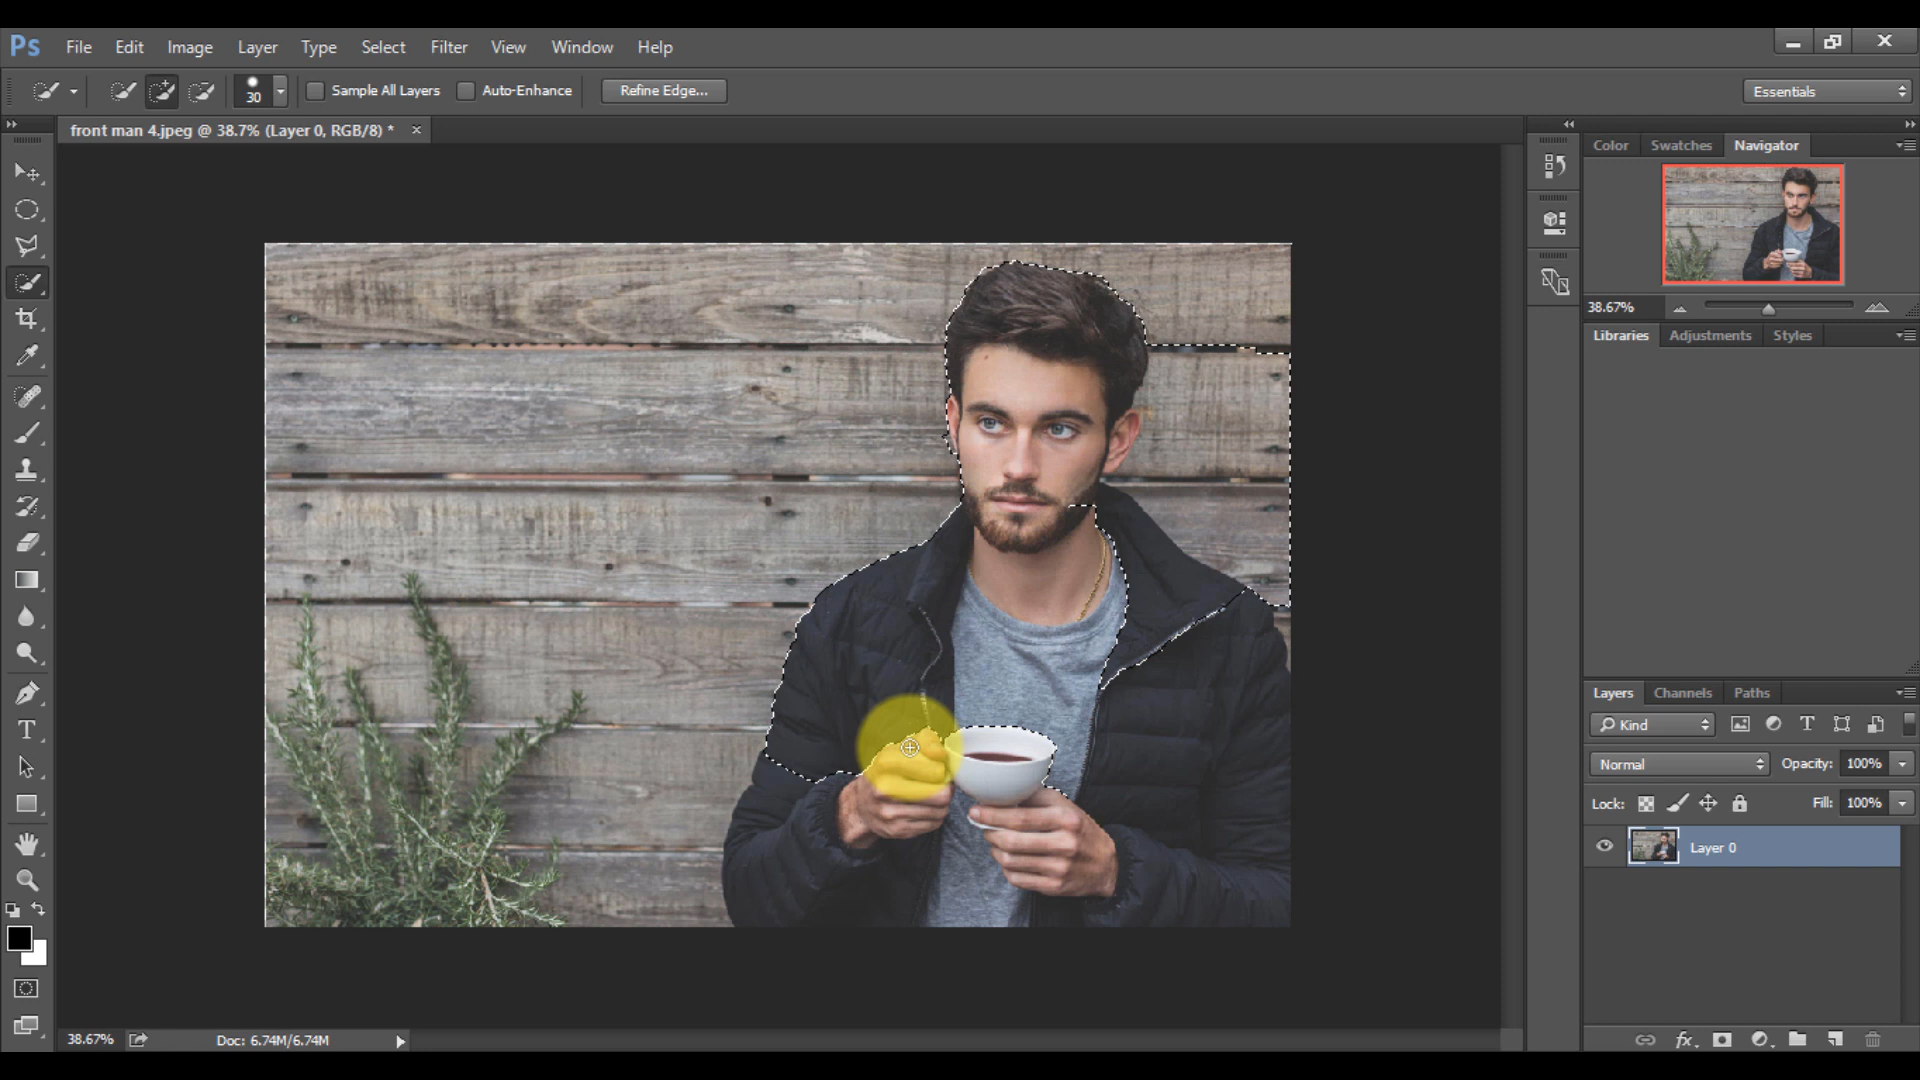 Ps File Edit Image Layer Type Select Filter View Window Help
30 Sample All Layers Auto-Enhance Refine Edge... Essentials
front man 4.jpeg @ 38.7% (Layer 0, RGB/8) *
Color Swatches Navigator
38.67%
Libraries Adjustments Styles
Layers Channels Paths
Kind T
Normal Opacity: 100%
Lock: Fill: 100%
Layer 0
T
38.67% Doc: 6.74M/6.74M
fx